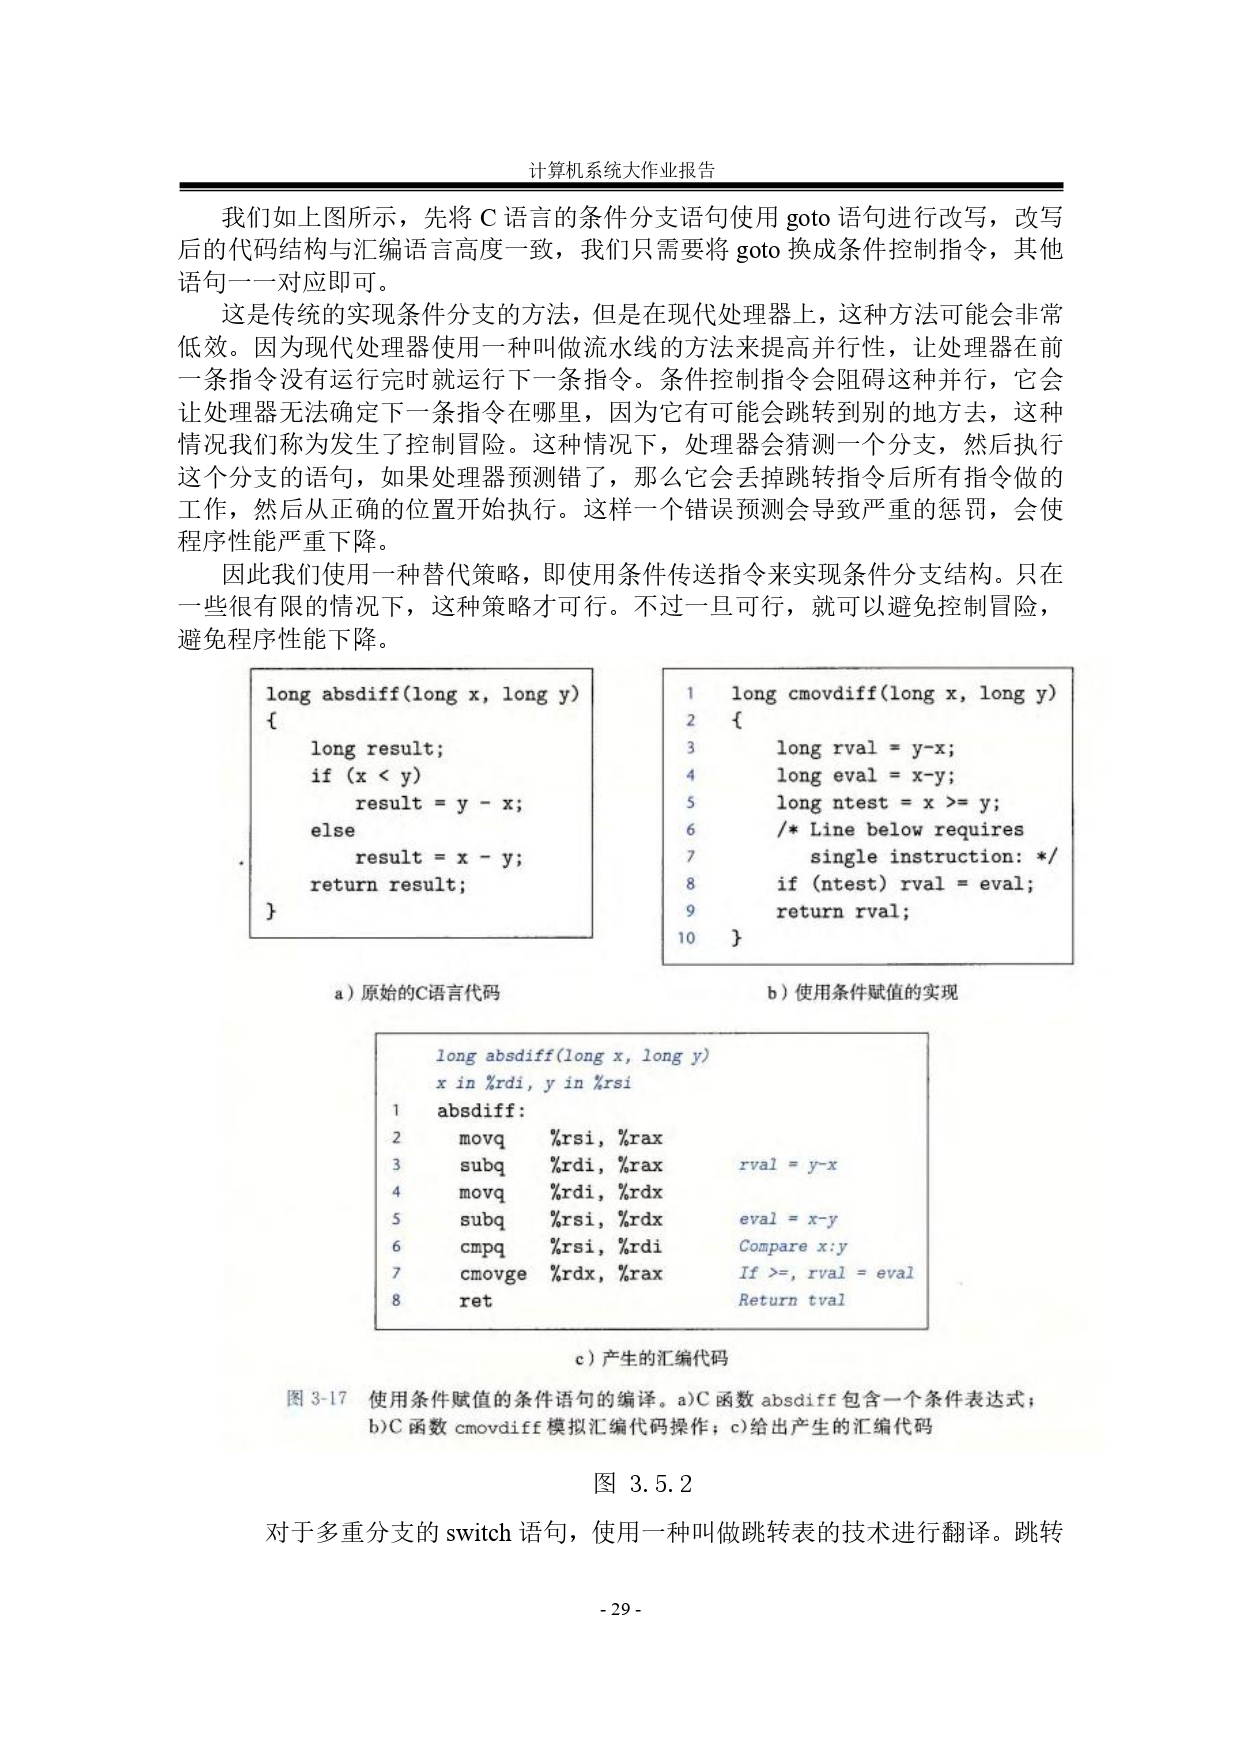 计算机系统大作业报告
我们如上图所示，先将 C 语言的条件分支语句使用 goto 语句进行改写，改写
后的代码结构与汇编语言高度一致，我们只需要将 goto 换成条件控制指令，其他
语句一一对应即可。
这是传统的实现条件分支的方法，但是在现代处理器上，这种方法可能会非常
低效。因为现代处理器使用一种叫做流水线的方法来提高并行性，让处理器在前
一条指令没有运行完时就运行下一条指令。条件控制指令会阻碍这种并行，它会
让处理器无法确定下一条指令在哪里，因为它有可能会跳转到别的地方去，这种
情况我们称为发生了控制冒险。这种情况下，处理器会猜测一个分支，然后执行
这个分支的语句，如果处理器预测错了，那么它会丢掉跳转指令后所有指令做的
工作，然后从正确的位置开始执行。这样一个错误预测会导致严重的惩罚，会使
程序性能严重下降。
因此我们使用一种替代策略，即使用条件传送指令来实现条件分支结构。只在
一些很有限的情况下，这种策略才可行。不过一旦可行，就可以避免控制冒险，
避免程序性能下降。
long absdiff(long x, long y)
{
long result;
if (x < y)
result = y - x;
else
result = x - y;
return result;
}
a）原始的C语言代码
1 long cmovdiff(long x, long y)
2 {
3 long rval = y-x;
4 long eval = x-y;
5 long ntest = x >= y;
6 /* Line below requires
7 single instruction: */
8 if (ntest) rval = eval;
9 return rval;
10 }
b）使用条件赋值的实现
long absdiff(long x, long y)
x in %rdi, y in %rsi
1 absdiff:
2 movq %rsi, %rax
3 subq %rdi, %rax rval = y-x
4 movq %rdi, %rdx
5 subq %rsi, %rdx eval = x-y
6 cmpq %rsi, %rdi Compare x:y
7 cmovge %rdx, %rax If >=, rval = eval
8 ret Return tval
c）产生的汇编代码
图 3-17 使用条件赋值的条件语句的编译。a)C 函数 absdiff 包含一个条件表达式；
b)C 函数 cmovdiff 模拟汇编代码操作；c)给出产生的汇编代码
图 3.5.2
对于多重分支的 switch 语句，使用一种叫做跳转表的技术进行翻译。跳转
- 29 -